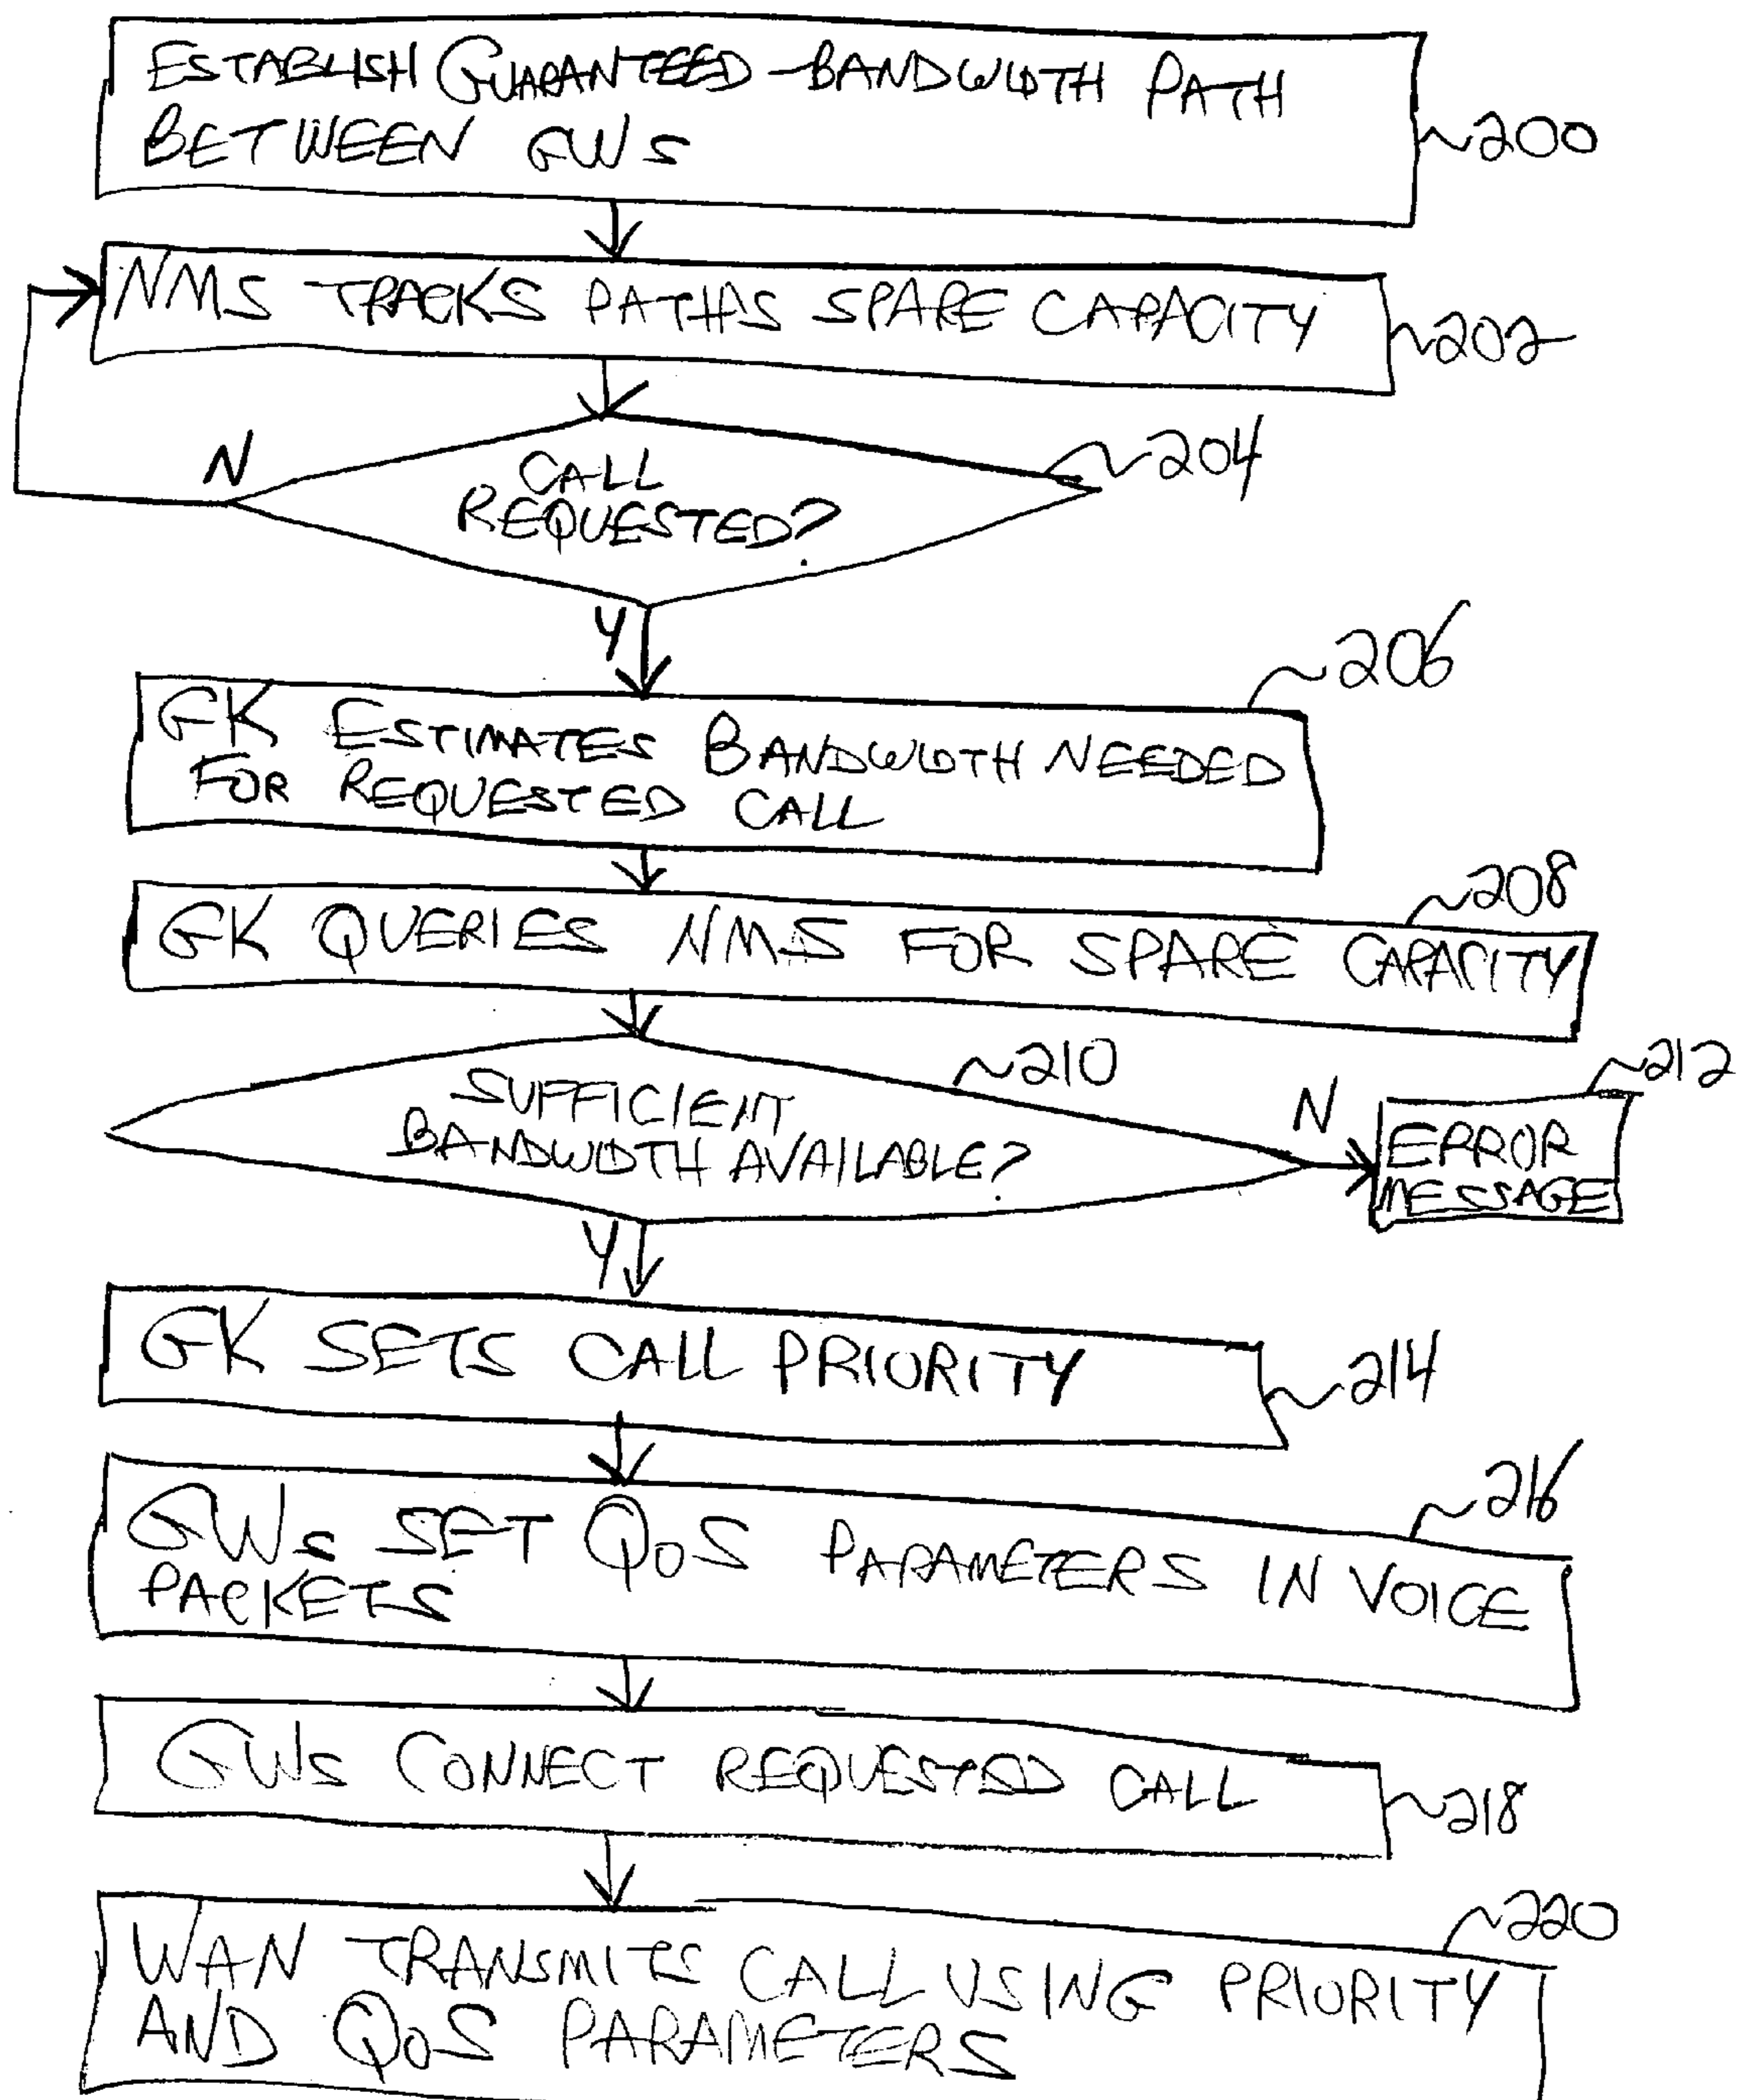 ESTABLISH GUARANTEED-BANDWIDTH PATH
BETWEEN GWs
~200
NMS TRACKS PATHS SPARE CAPACITY
~202
N
CALL
REQUESTED?
~204
Y
~206
GK ESTIMATES BANDWIDTH NEEDED
FOR REQUESTED CALL
~208
GK QUERIES NMS FOR SPARE CAPACITY
~210
SUFFICIENT
BANDWIDTH AVAILABLE?
N
~212
ERROR
MESSAGE
Y
GK SETS CALL PRIORITY
~214
~216
GWs SET QoS PARAMETERS IN VOICE
PACKETS
GWs CONNECT REQUESTED CALL
~218
~220
WAN TRANSMITS CALL USING PRIORITY
AND QoS PARAMETERS